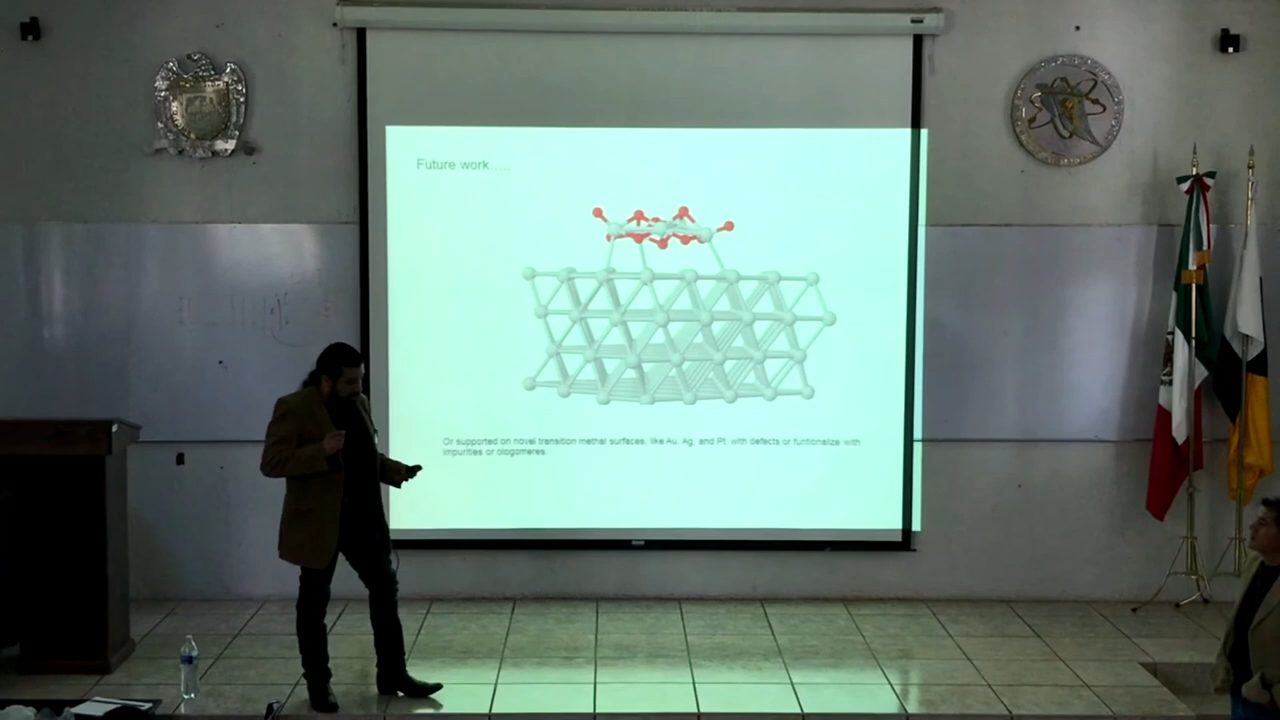 Future work.....
Or supported on novel transition methal surfaces, like Au, Ag, and Pt, with defects or funtionalize with
impurities or ologomeres.